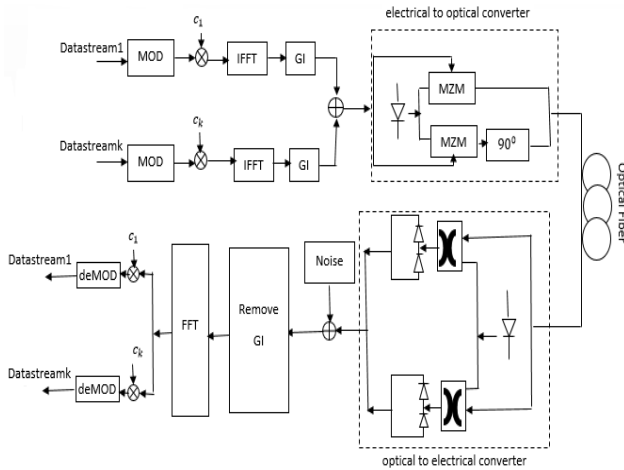 electrical to optical converter
c₁
Datastream1
MOD
IFFT
GI
MZM
cₖ
Datastreamk
MOD
IFFT
GI
MZM
90⁰
Optical Fiber
c₁
Datastream1
deMOD
FFT
Remove
GI
Noise
cₖ
Datastreamk
deMOD
optical to electrical converter